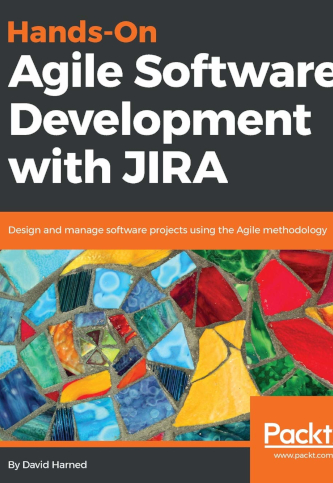 Hands-On
Agile Software
Development
with JIRA
Design and manage software projects using the Agile methodology
Packt
www.packt.com
By David Harned